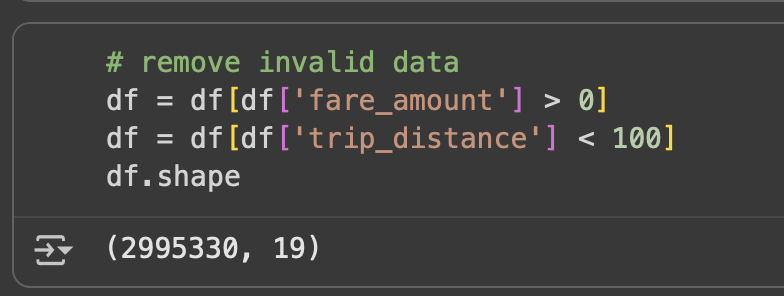 # remove invalid data
df = df[df['fare_amount'] > 0]
df = df[df['trip_distance'] < 100]
df.shape
(2995330, 19)